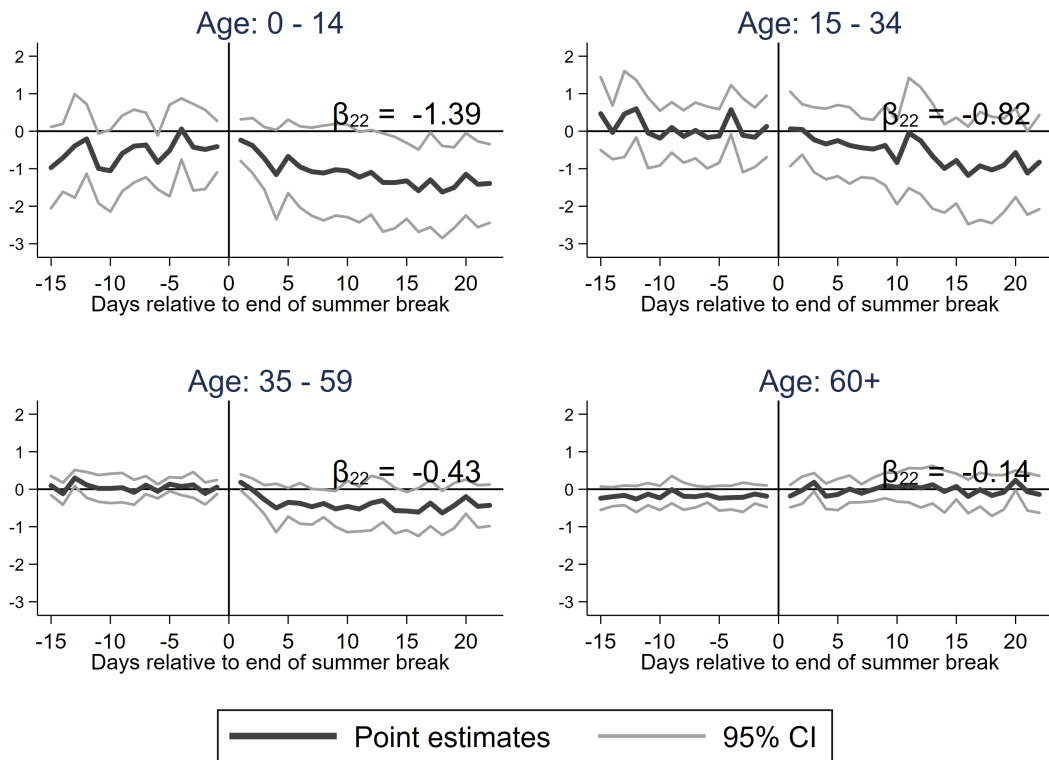 Age: 0 - 14
2
1
0
-1
-2
-3
β₂₂ = -1.39
-15 -10 -5 0 5 10 15 20
Days relative to end of summer break
Age: 15 - 34
2
1
0
-1
-2
-3
β₂₂ = -0.82
-15 -10 -5 0 5 10 15 20
Days relative to end of summer break
Age: 35 - 59
2
1
0
-1
-2
-3
β₂₂ = -0.43
-15 -10 -5 0 5 10 15 20
Days relative to end of summer break
Age: 60+
2
1
0
-1
-2
-3
β₂₂ = -0.14
-15 -10 -5 0 5 10 15 20
Days relative to end of summer break
Point estimates 95% CI